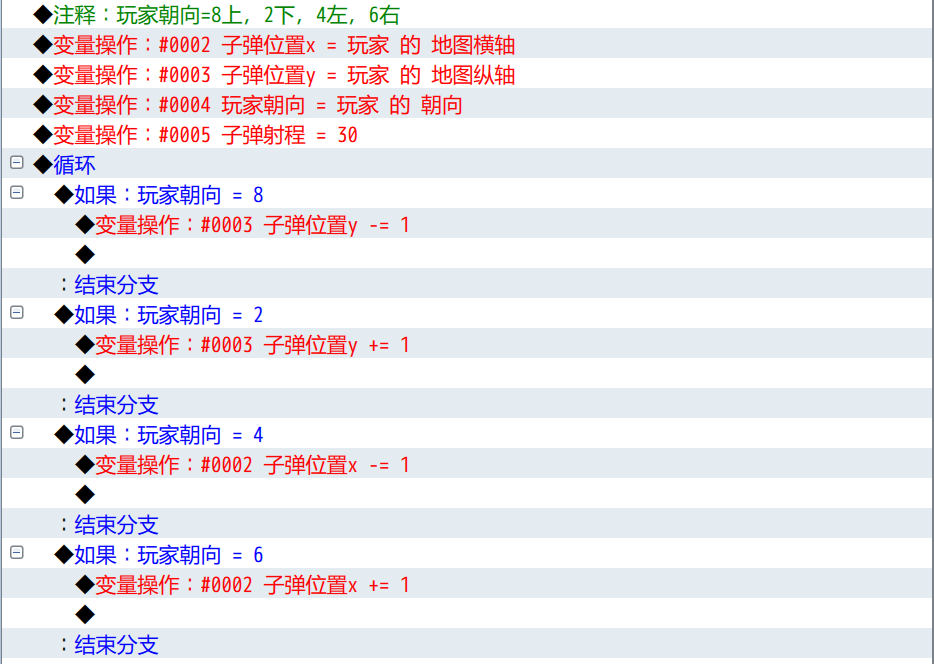 ◆注释：玩家朝向=8上, 2下, 4左, 6右
◆变量操作：#0002 子弹位置x = 玩家 的 地图横轴
◆变量操作：#0003 子弹位置y = 玩家 的 地图纵轴
◆变量操作：#0004 玩家朝向 = 玩家 的 朝向
◆变量操作：#0005 子弹射程 = 30
◆循环
◆如果：玩家朝向 = 8
◆变量操作：#0003 子弹位置y -= 1
◆
：结束分支
◆如果：玩家朝向 = 2
◆变量操作：#0003 子弹位置y += 1
◆
：结束分支
◆如果：玩家朝向 = 4
◆变量操作：#0002 子弹位置x -= 1
◆
：结束分支
◆如果：玩家朝向 = 6
◆变量操作：#0002 子弹位置x += 1
◆
：结束分支